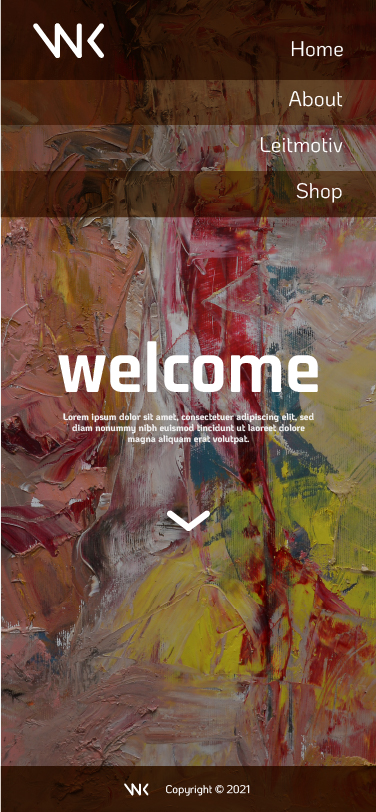 WK
Home
About
Leitmotiv
Shop
welcome
Lorem ipsum dolor sit amet, consectetuer adipiscing elit, sed
diam nonummy nibh euismod tincidunt ut laoreet dolore
magna aliquam erat volutpat.
WK Copyright © 2021